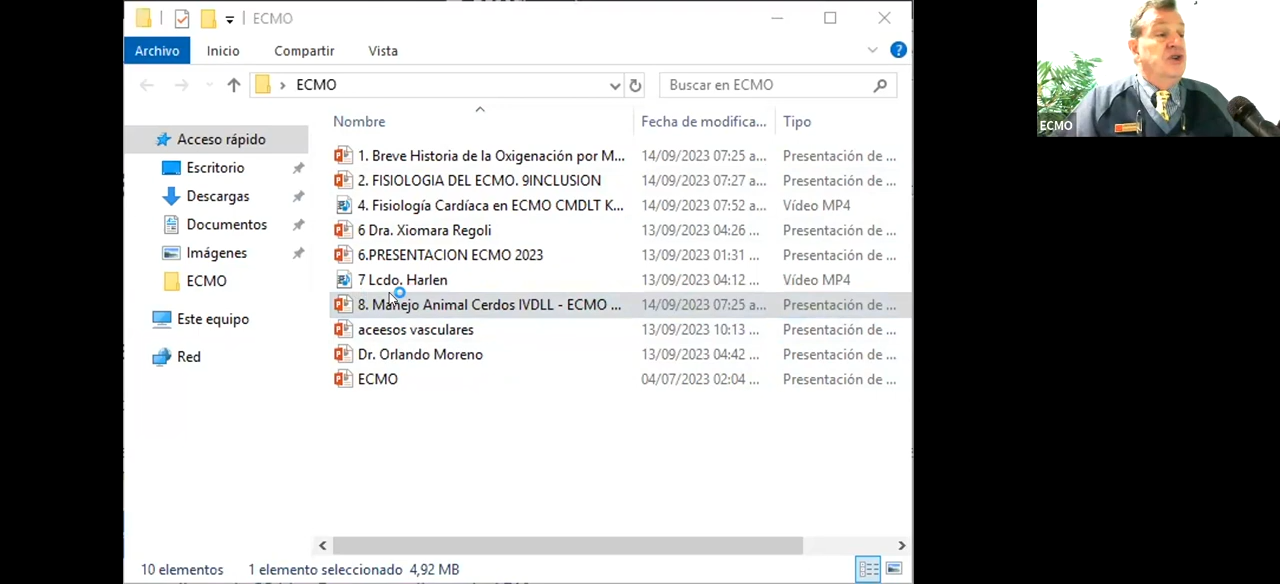 ECMO
Archivo Inicio Compartir Vista
ECMO Buscar en ECMO
Nombre Fecha de modifica... Tipo
Acceso rápido
Escritorio
Descargas
Documentos
Imágenes
ECMO
Este equipo
Red
1. Breve Historia de la Oxigenación por M... 14/09/2023 07:25 a... Presentación de ...
2. FISIOLOGIA DEL ECMO. 9INCLUSION 14/09/2023 07:27 a... Presentación de ...
4. Fisiología Cardíaca en ECMO CMDLT K... 14/09/2023 07:52 a... Vídeo MP4
6 Dra. Xiomara Regoli 13/09/2023 04:26 ... Presentación de ...
6.PRESENTACION ECMO 2023 13/09/2023 01:31 ... Presentación de ...
7 Lcdo. Harlen 13/09/2023 04:12 ... Vídeo MP4
8. Manejo Animal Cerdos IVDLL - ECMO ... 14/09/2023 07:25 a... Presentación de ...
aceesos vasculares 13/09/2023 10:13 ... Presentación de ...
Dr. Orlando Moreno 13/09/2023 04:42 ... Presentación de ...
ECMO 04/07/2023 02:04 ... Presentación de ...
10 elementos 1 elemento seleccionado 4,92 MB
ECMO